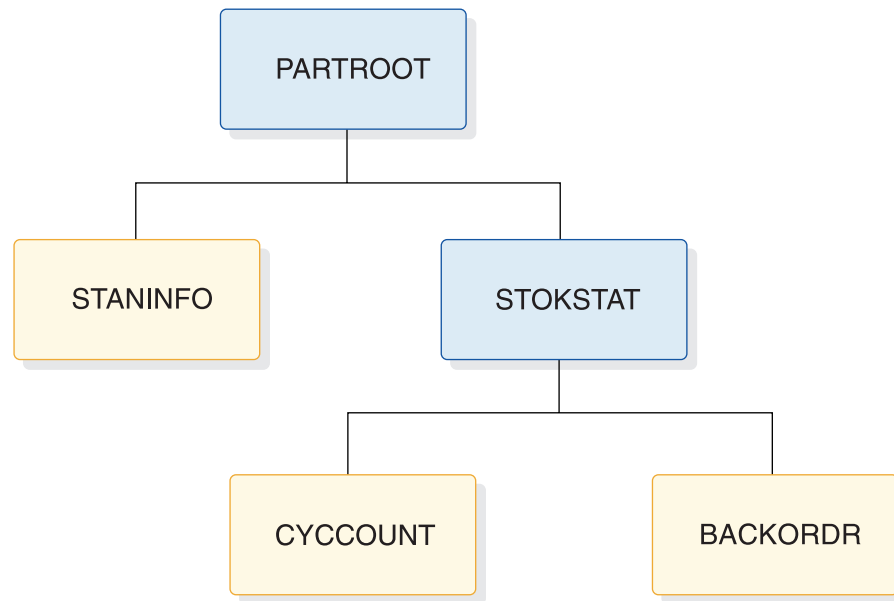 PARTROOT
STANINFO
STOKSTAT
CYCCOUNT
BACKORDR